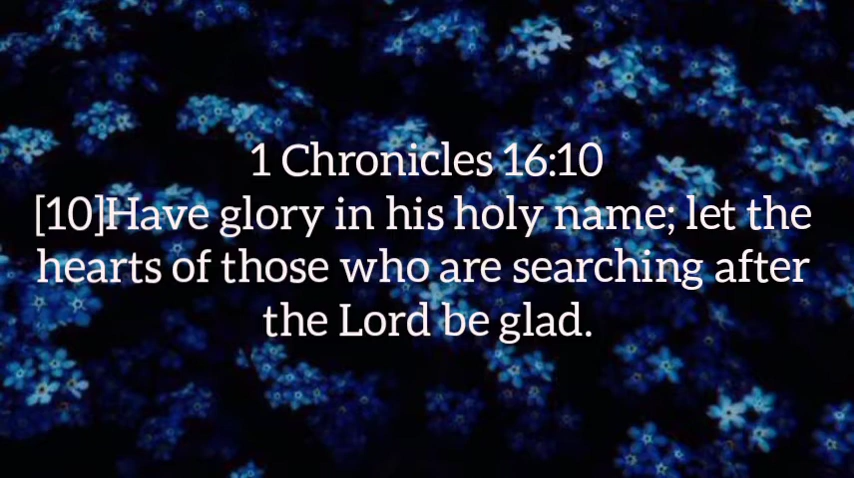 1 Chronicles 16:10
[10]Have glory in his holy name; let the
hearts of those who are searching after
the Lord be glad.